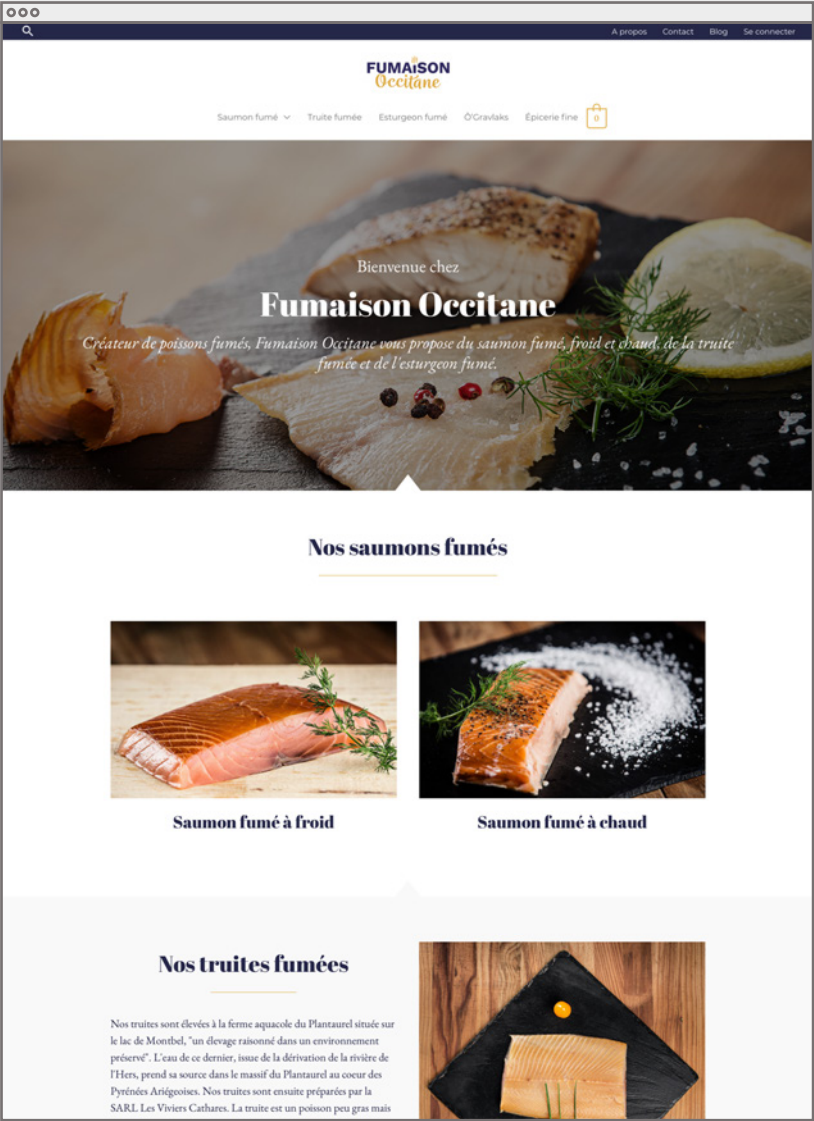 A propos Contact Blog Se connecter
FUMAiSON
Occitane
Saumon fumé Truite fumée Esturgeon fumé Ô'Gravlaks Épicerie fine 0
Bienvenue chez
Fumaison Occitane
Créateur de poissons fumés, Fumaison Occitane vous propose du saumon fumé, froid et chaud, de la truite
fumée et de l'esturgeon fumé.
Nos saumons fumés
Saumon fumé à froid Saumon fumé à chaud
Nos truites fumées
Nos truites sont élevées à la ferme aquacole du Plantaurel située sur
le lac de Montbel, "un élevage raisonné dans un environnement
préservé". L'eau de ce dernier, issue de la dérivation de la rivière de
l'Hers, prend sa source dans le massif du Plantaurel au coeur des
Pyrénées Ariégeoises. Nos truites sont ensuite préparées par la
SARL Les Viviers Cathares. La truite est un poisson peu gras mais